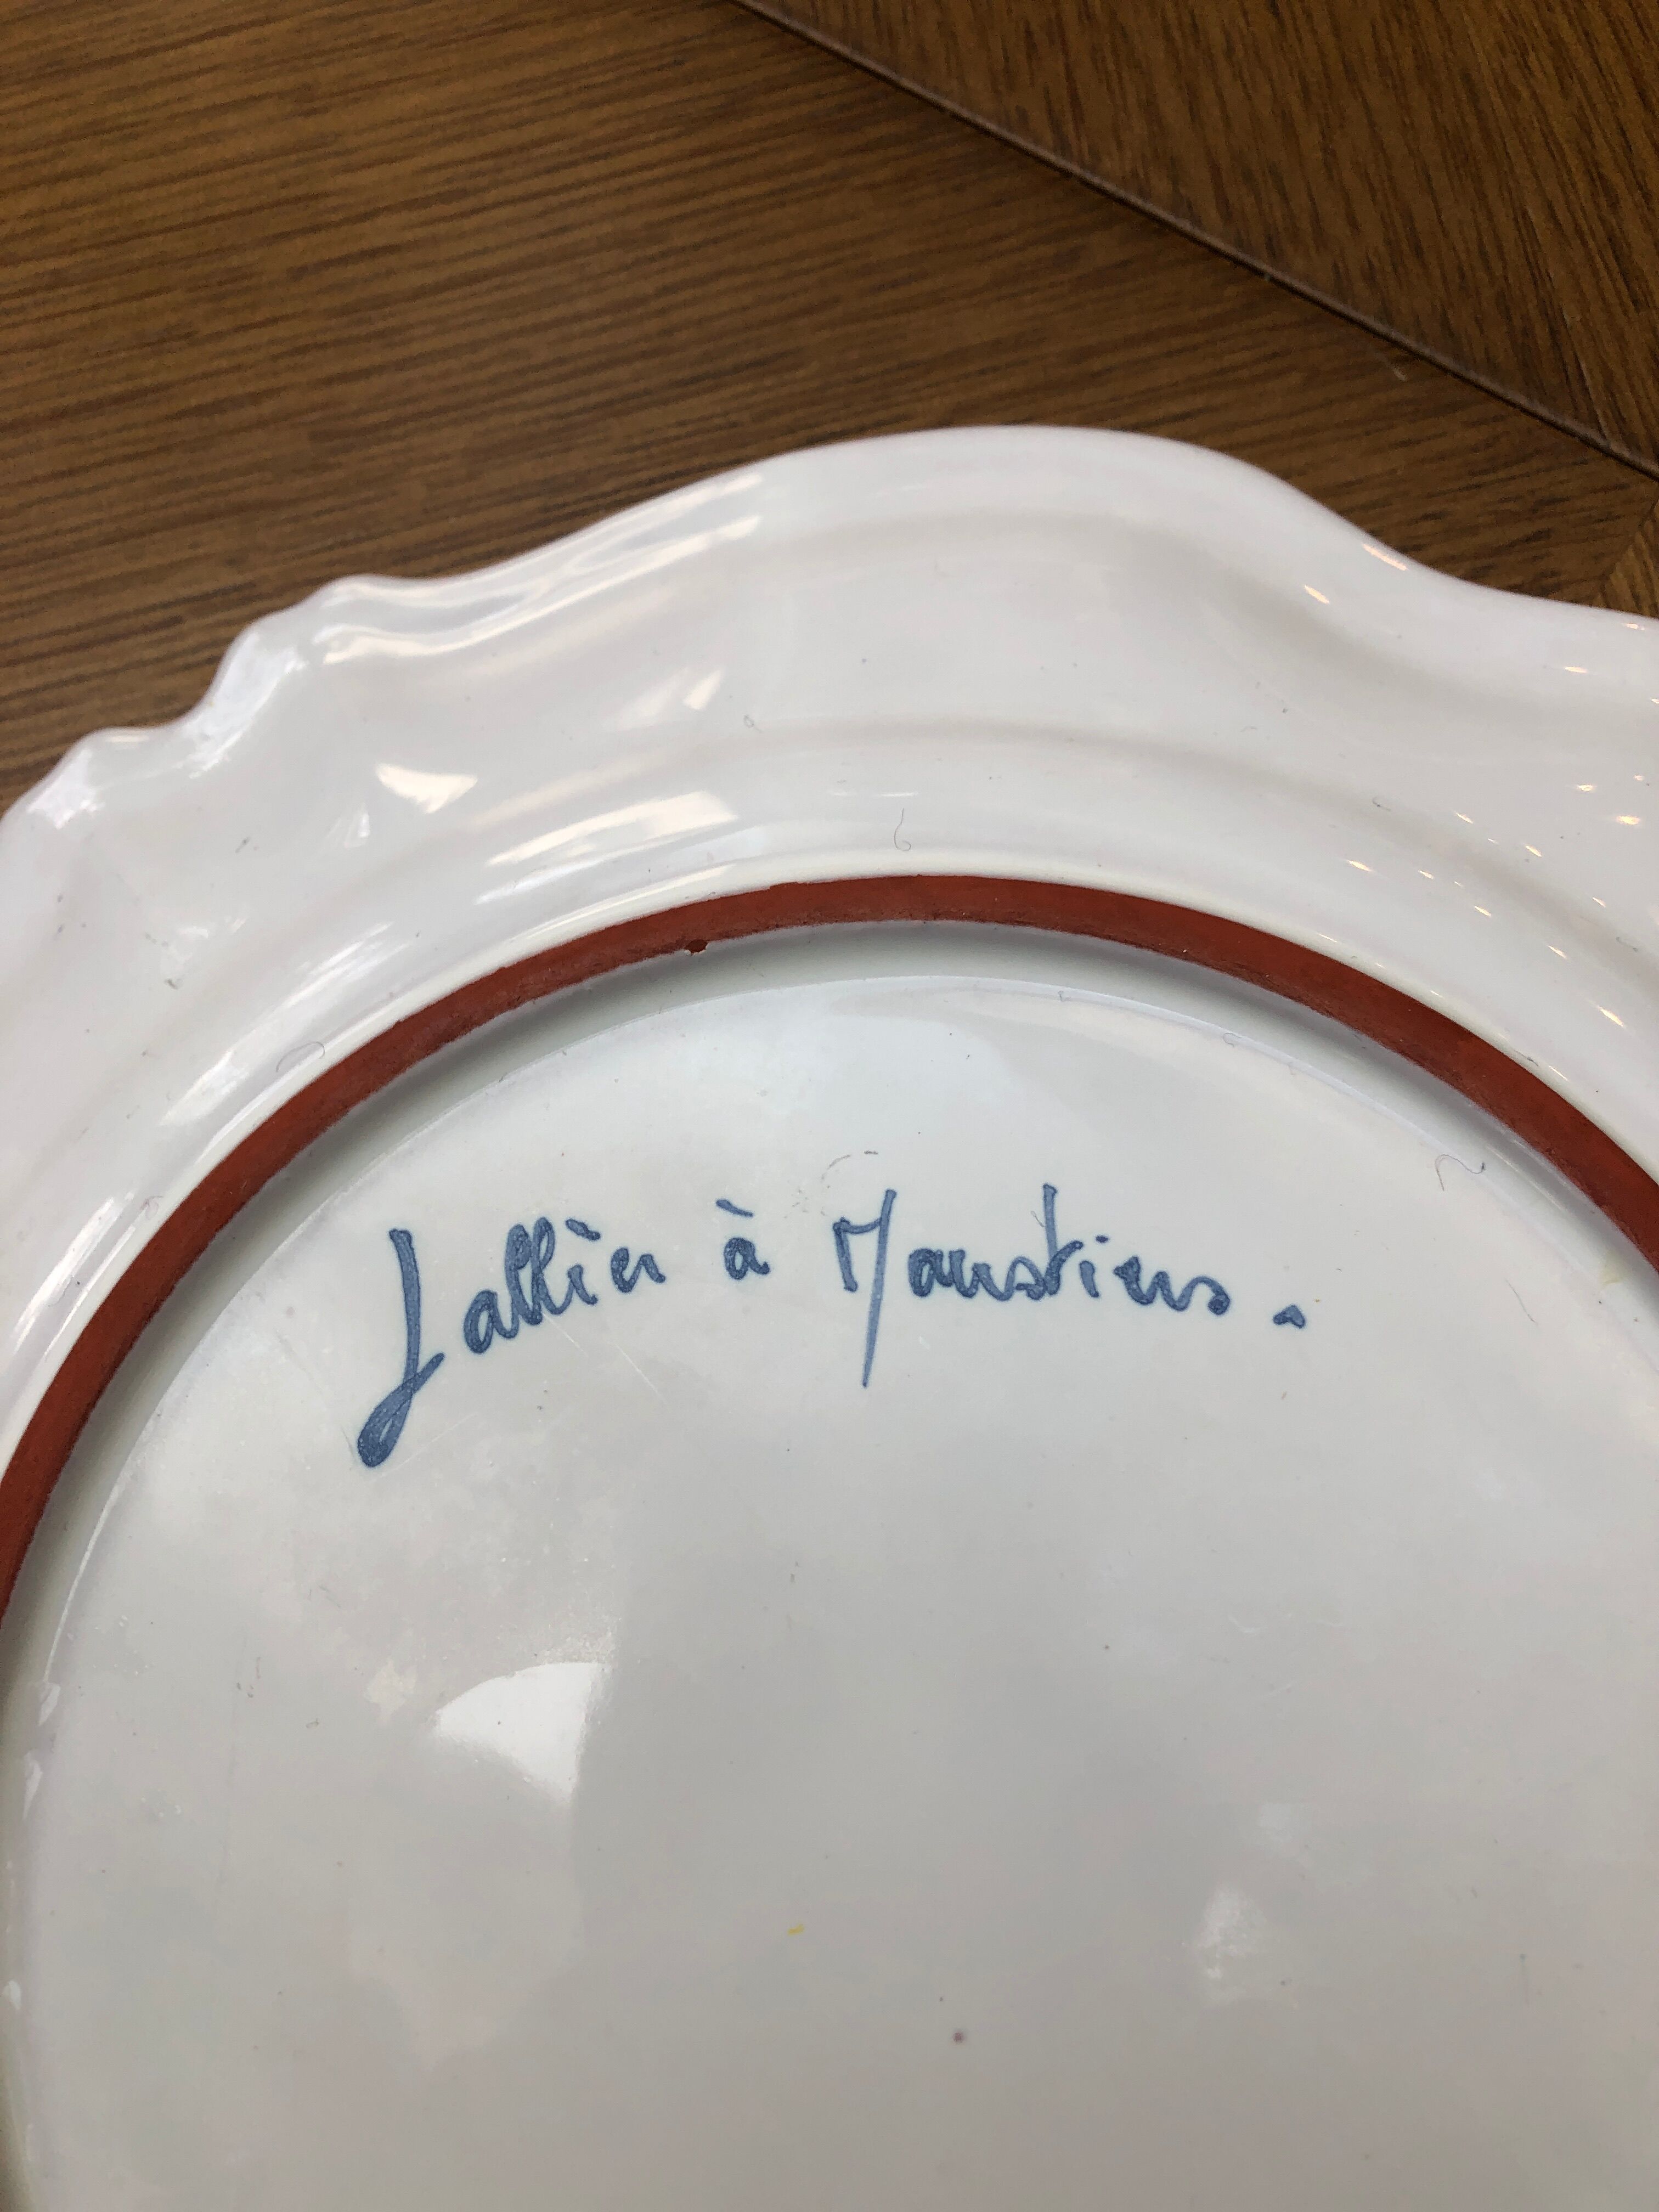 Lallier à Moustiers.